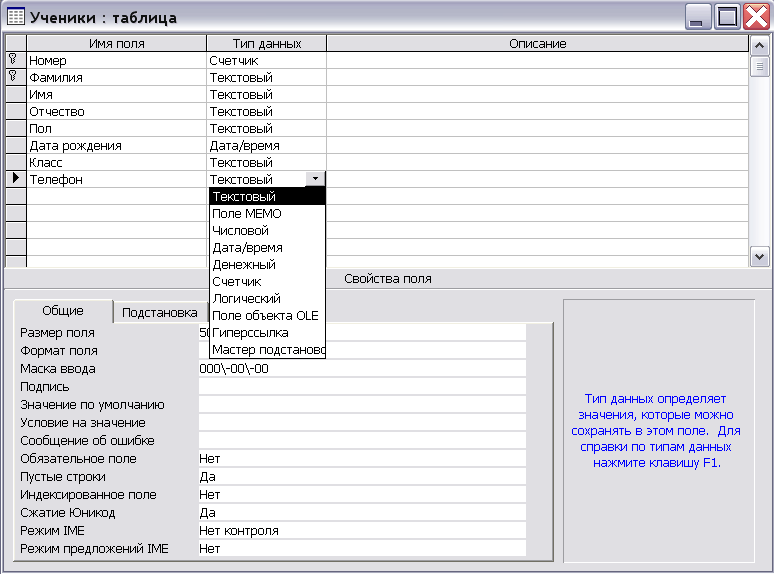 Ученики : таблица
Имя поля Тип данных Описание
Номер Счетчик
Фамилия Текстовый
Имя Текстовый
Отчество Текстовый
Пол Текстовый
Дата рождения Дата/время
Класс Текстовый
Телефон Текстовый
Текстовый
Поле MEMO
Числовой
Дата/время
Денежный
Счетчик
Логический
Поле объекта OLE
Гиперссылка
Мастер подстаново
Свойства поля
Общие Подстановка
Размер поля 50
Формат поля
Маска ввода 000\-00\-00
Подпись
Значение по умолчанию
Условие на значение
Сообщение об ошибке
Обязательное поле Нет
Пустые строки Да
Индексированное поле Нет
Сжатие Юникод Да
Режим IME Нет контроля
Режим предложений IME Нет
Тип данных определяет
значения, которые можно
сохранять в этом поле. Для
справки по типам данных
нажмите клавишу F1.